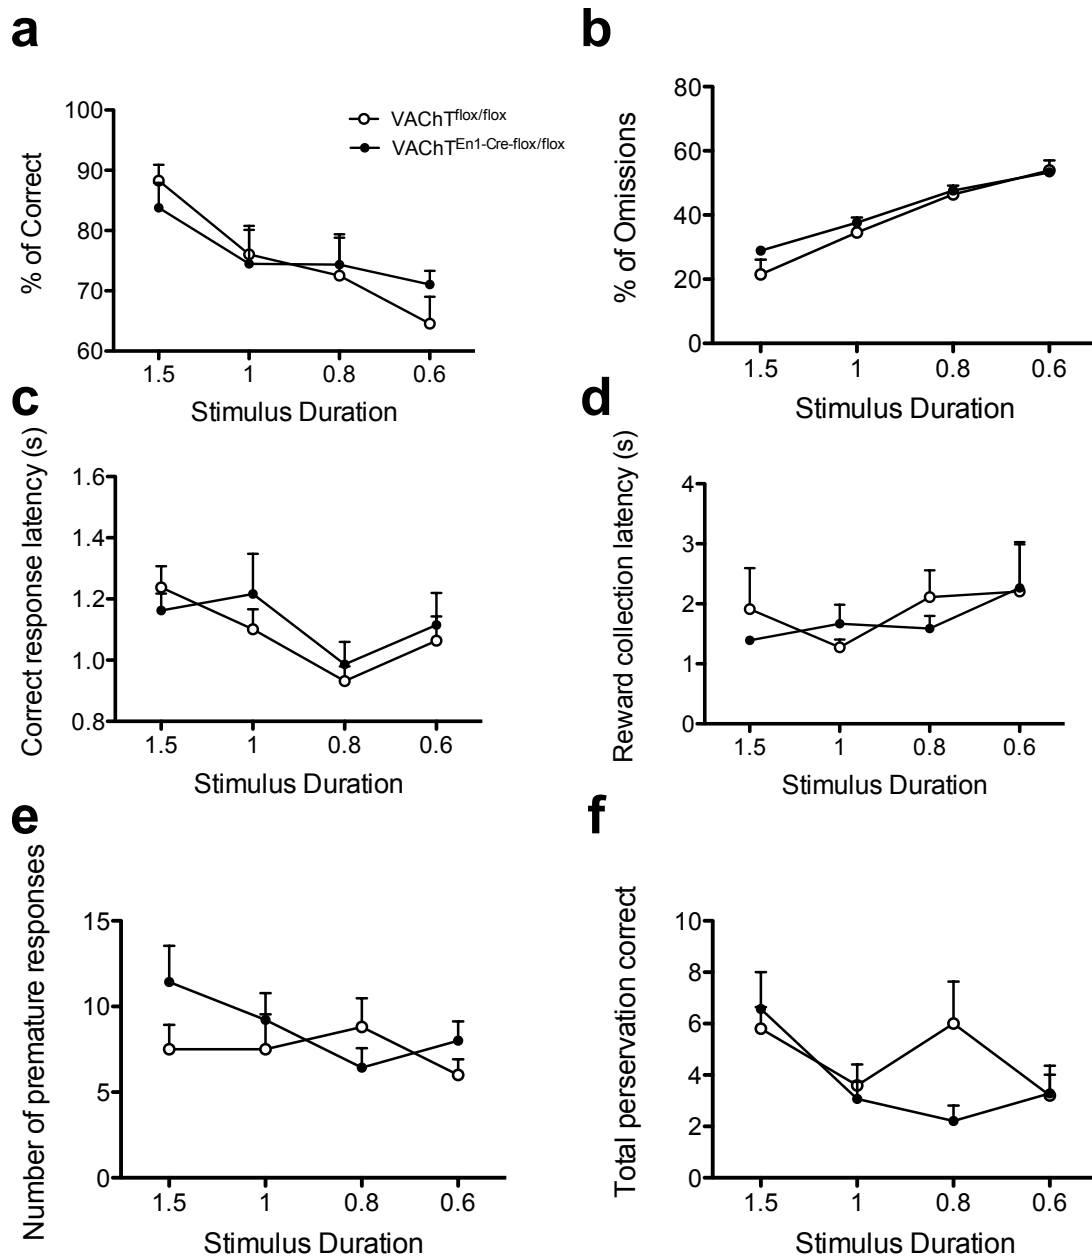 a
b
100
90
80
70
60
% of Correct
VAChTflox/flox
VAChTEn1-Cre-flox/flox
1.5 1 0.8 0.6
Stimulus Duration
80
60
40
20
0
% of Omissions
1.5 1 0.8 0.6
Stimulus Duration
c
d
1.6
1.4
1.2
1.0
0.8
Correct response latency (s)
1.5 1 0.8 0.6
Stimulus Duration
4
3
2
1
0
Reward collection latency (s)
1.5 1 0.8 0.6
Stimulus Duration
e
f
15
10
5
0
Number of premature responses
1.5 1 0.8 0.6
Stimulus Duration
10
8
6
4
2
0
Total perservation correct
1.5 1 0.8 0.6
Stimulus Duration